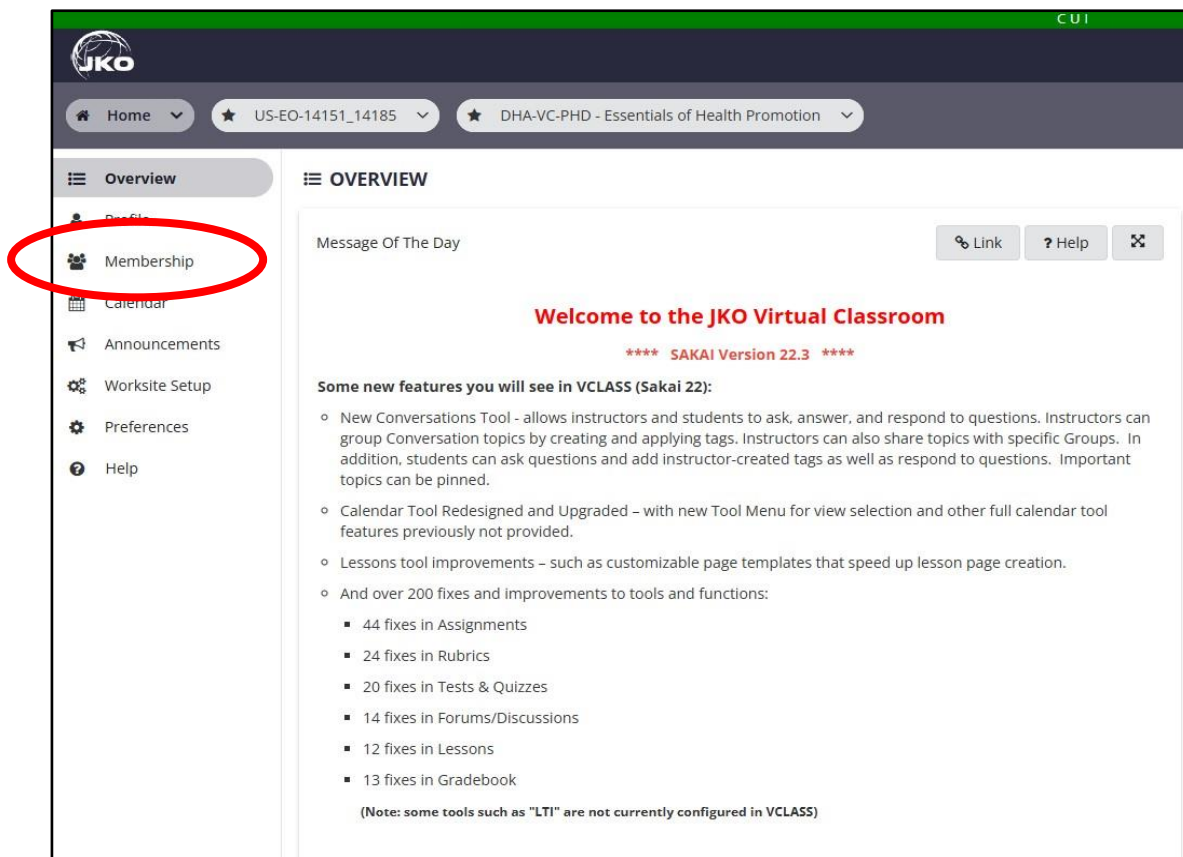 CUI
JKO
Home
US-EO-14151_14185
DHA-VC-PHD - Essentials of Health Promotion
Overview
Profile
Membership
Calendar
Announcements
Worksite Setup
Preferences
Help
OVERVIEW
Message Of The Day
Link
? Help
Welcome to the JKO Virtual Classroom
**** SAKAI Version 22.3 ****
Some new features you will see in VCLASS (Sakai 22):
New Conversations Tool - allows instructors and students to ask, answer, and respond to questions. Instructors can
group Conversation topics by creating and applying tags. Instructors can also share topics with specific Groups. In
addition, students can ask questions and add instructor-created tags as well as respond to questions. Important
topics can be pinned.
Calendar Tool Redesigned and Upgraded – with new Tool Menu for view selection and other full calendar tool
features previously not provided.
Lessons tool improvements – such as customizable page templates that speed up lesson page creation.
And over 200 fixes and improvements to tools and functions:
44 fixes in Assignments
24 fixes in Rubrics
20 fixes in Tests & Quizzes
14 fixes in Forums/Discussions
12 fixes in Lessons
13 fixes in Gradebook
(Note: some tools such as "LTI" are not currently configured in VCLASS)